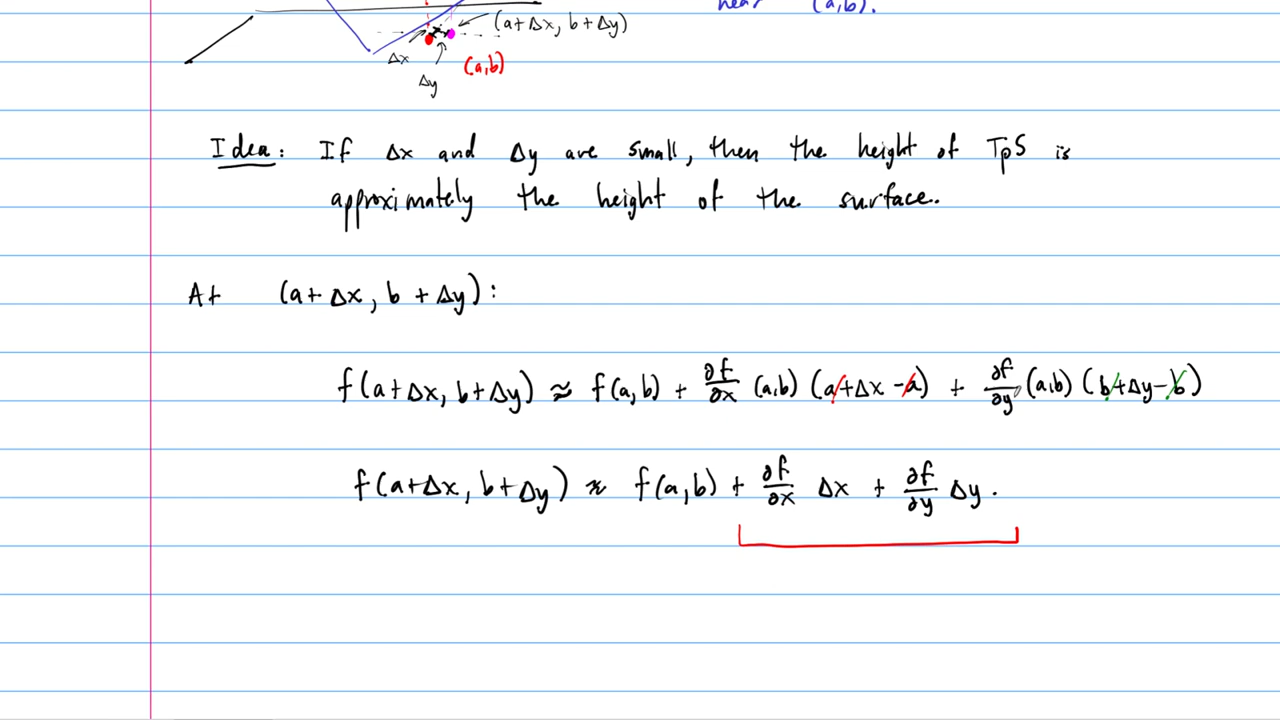 near (a,b).
(a+Δx, b+Δy)
Δx
Δy
(a,b)
Idea: If Δx and Δy are small, then the height of TpS is
approximately the height of the surface.
At (a+Δx, b+Δy):
f(a+Δx, b+Δy) ≈ f(a,b) + ∂f/∂x (a,b) (a+Δx-a) + ∂f/∂y (a,b) (b+Δy-b)
f(a+Δx, b+Δy) ≈ f(a,b) + ∂f/∂x Δx + ∂f/∂y Δy.